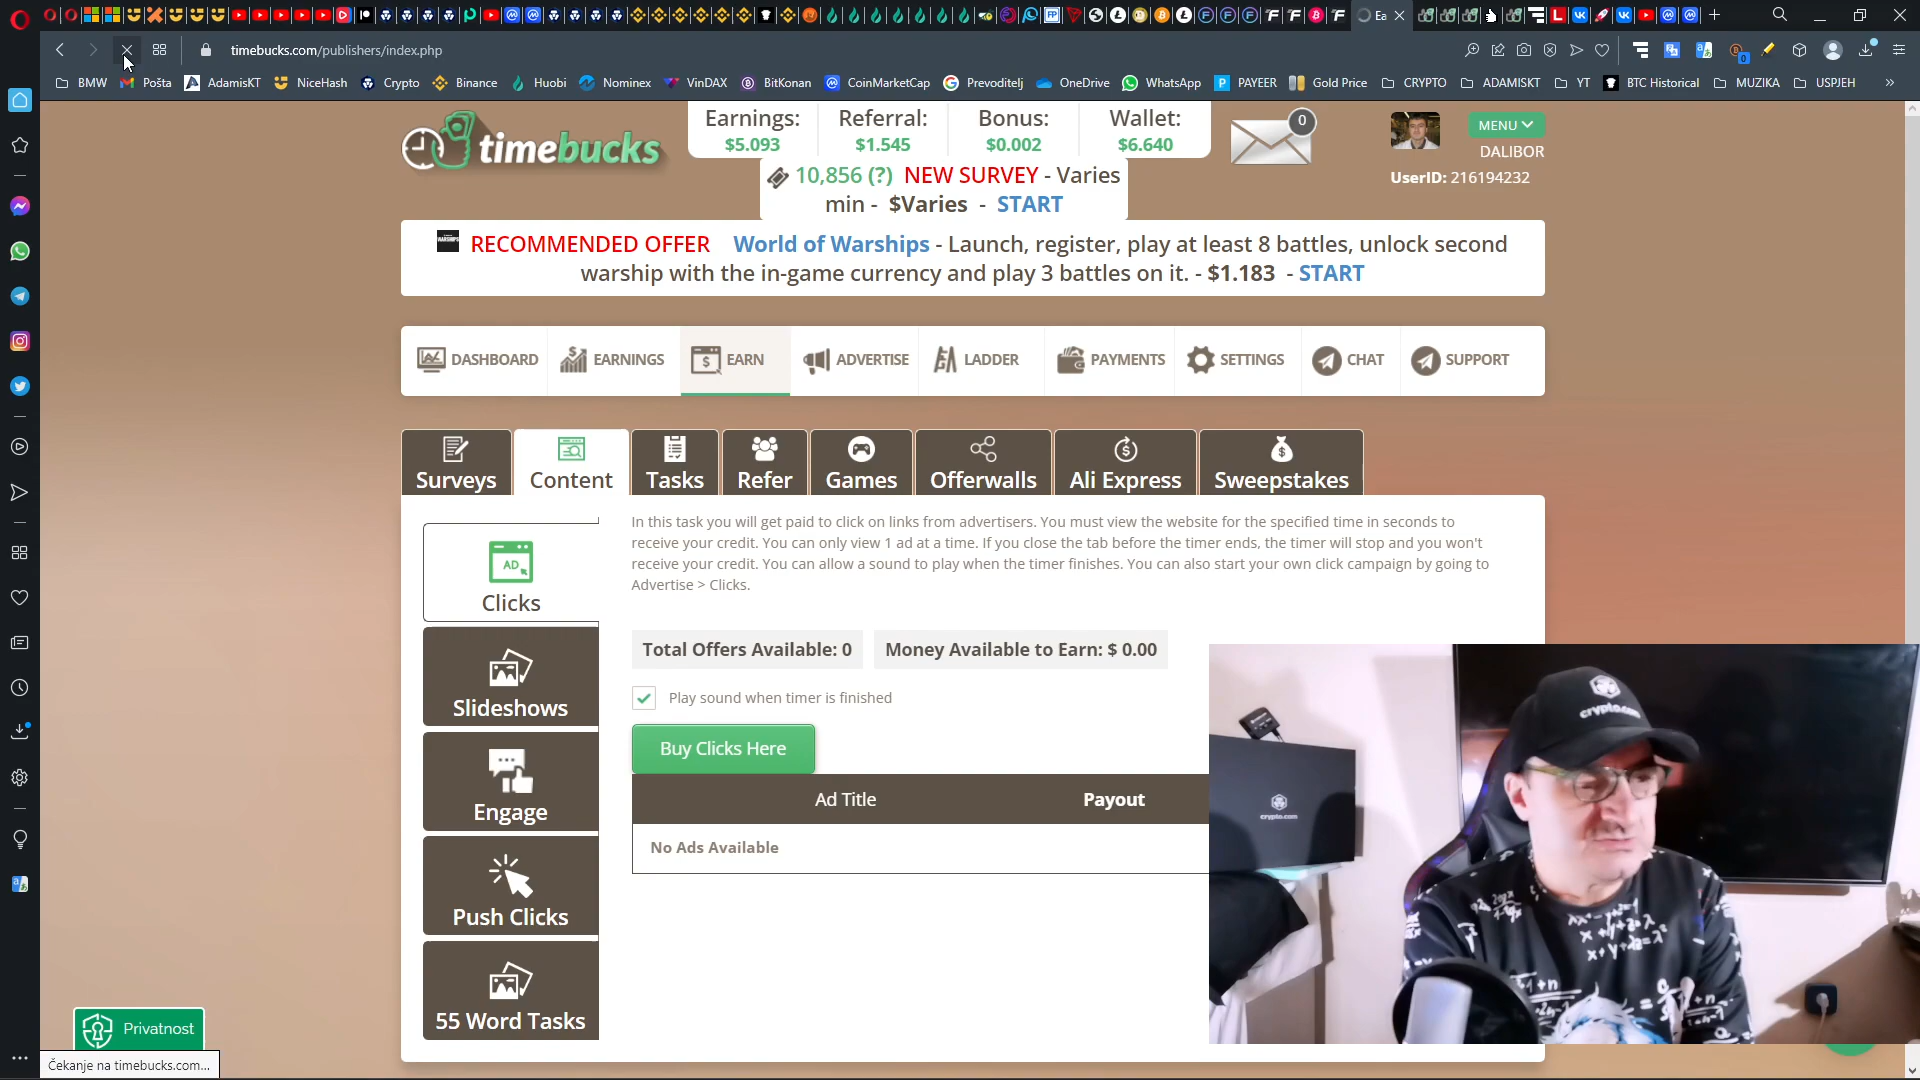 Ea
timebucks.com/publishers/index.php
BMW Pošta AdamisKT NiceHash Crypto Binance Huobi Nominex VinDAX BitKonan CoinMarketCap Prevoditelj OneDrive WhatsApp PAYEER Gold Price CRYPTO ADAMISKT YT BTC Historical MUZIKA USPJEH
timebucks
Earnings: Referral: Bonus: Wallet:
$5.093 $1.545 $0.002 $6.640
0
MENU
DALIBOR
UserID: 216194232
10,856 (?) NEW SURVEY - Varies
min - $Varies - START
RECOMMENDED OFFER World of Warships - Launch, register, play at least 8 battles, unlock second
warship with the in-game currency and play 3 battles on it. - $1.183 - START
DASHBOARD EARNINGS EARN ADVERTISE LADDER PAYMENTS SETTINGS CHAT SUPPORT
Surveys Content Tasks Refer Games Offerwalls Ali Express Sweepstakes
In this task you will get paid to click on links from advertisers. You must view the website for the specified time in seconds to
receive your credit. You can only view 1 ad at a time. If you close the tab before the timer ends, the timer will stop and you won't
receive your credit. You can allow a sound to play when the timer finishes. You can also start your own click campaign by going to
Advertise > Clicks.
AD
Clicks
Slideshows
Engage
Push Clicks
55 Word Tasks
Total Offers Available: 0 Money Available to Earn: $ 0.00
Play sound when timer is finished
Buy Clicks Here
Ad Title Payout
No Ads Available
crypto.com
crypto.com
Privatnost
Čekanje na timebucks.com...